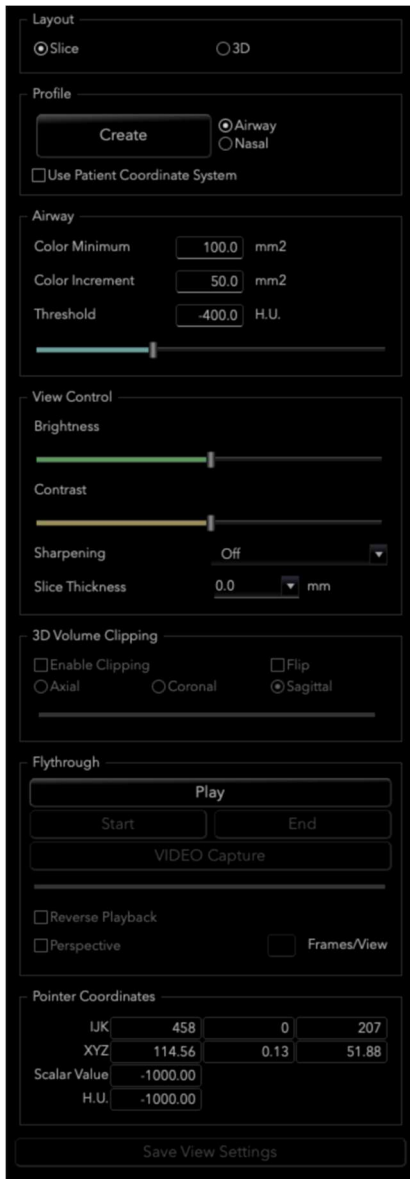 Layout
Slice 3D
Profile
Create Airway
Nasal
Use Patient Coordinate System
Airway
Color Minimum 100.0 mm2
Color Increment 50.0 mm2
Threshold -400.0 H.U.
View Control
Brightness
Contrast
Sharpening Off
Slice Thickness 0.0 mm
3D Volume Clipping
Enable Clipping Flip
Axial Coronal Sagittal
Flythrough
Play
Start End
VIDEO Capture
Reverse Playback
Perspective Frames/View
Pointer Coordinates
IJK 458 0 207
XYZ 114.56 0.13 51.88
Scalar Value -1000.00
H.U. -1000.00
Save View Settings